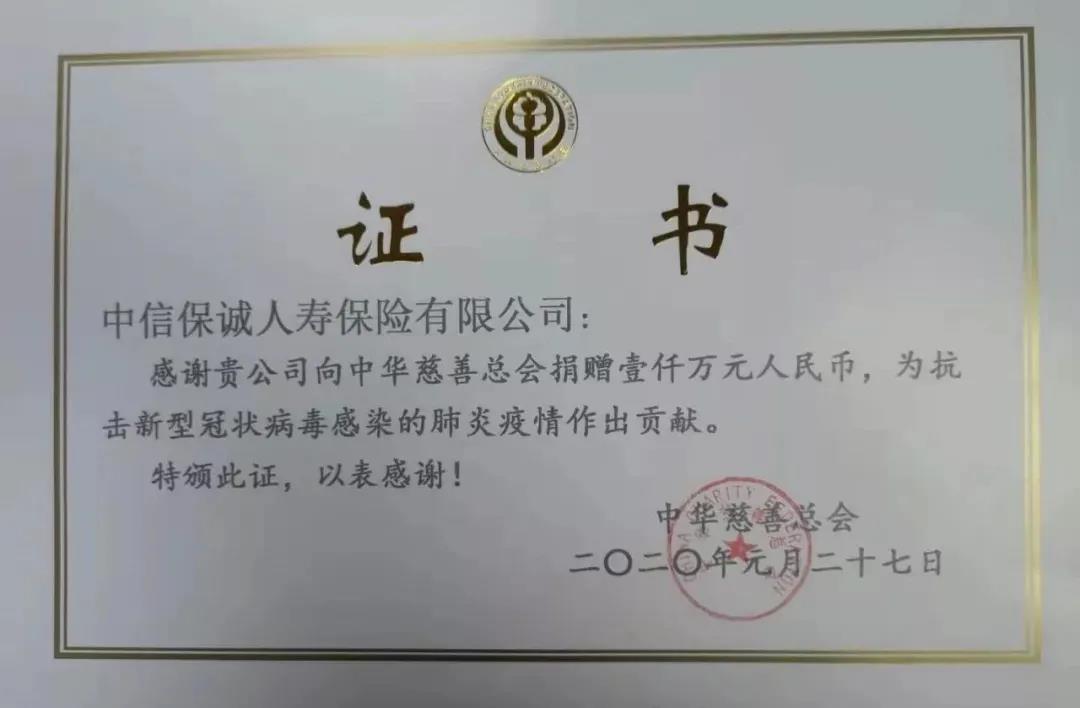 证 书
中信保诚人寿保险有限公司：
感谢贵公司向中华慈善总会捐赠壹仟万元人民币，为抗
击新型冠状病毒感染的肺炎疫情作出贡献。
特颁此证，以表感谢！
中华慈善总会
二〇二〇年元月二十七日
CHINA CHARITY FEDERATION